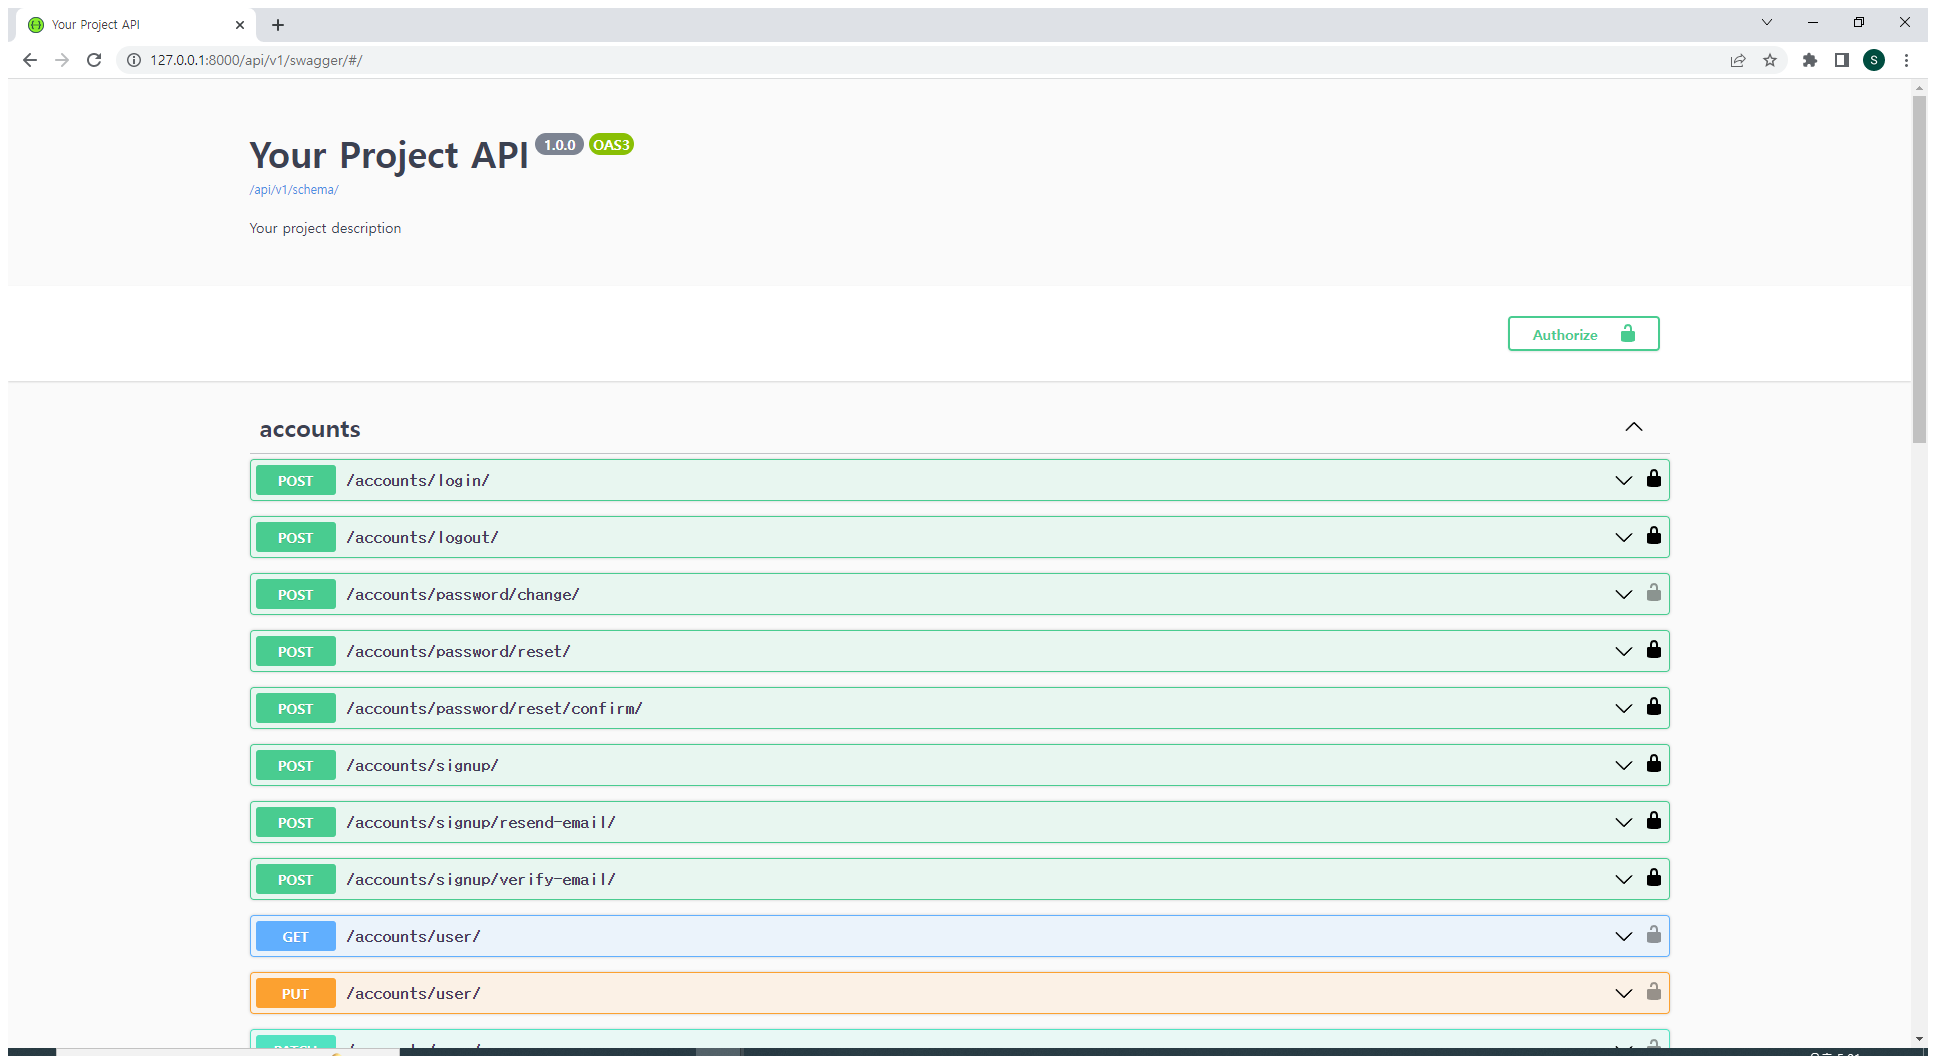 Your Project API
127.0.0.1:8000/api/v1/swagger/#/
S
Your Project API 1.0.0 OAS3
/api/v1/schema/
Your project description
Authorize
accounts
POST /accounts/login/
POST /accounts/logout/
POST /accounts/password/change/
POST /accounts/password/reset/
POST /accounts/password/reset/confirm/
POST /accounts/signup/
POST /accounts/signup/resend-email/
POST /accounts/signup/verify-email/
GET /accounts/user/
PUT /accounts/user/